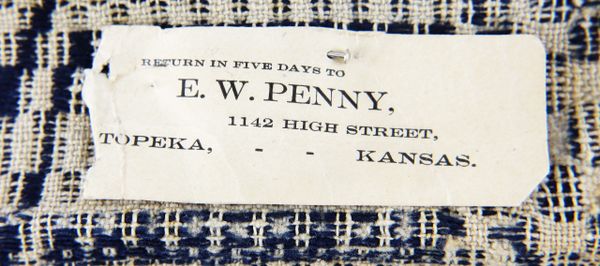 RETURN IN FIVE DAYS TO
E. W. PENNY,
1142 HIGH STREET,
TOPEKA, - - KANSAS.